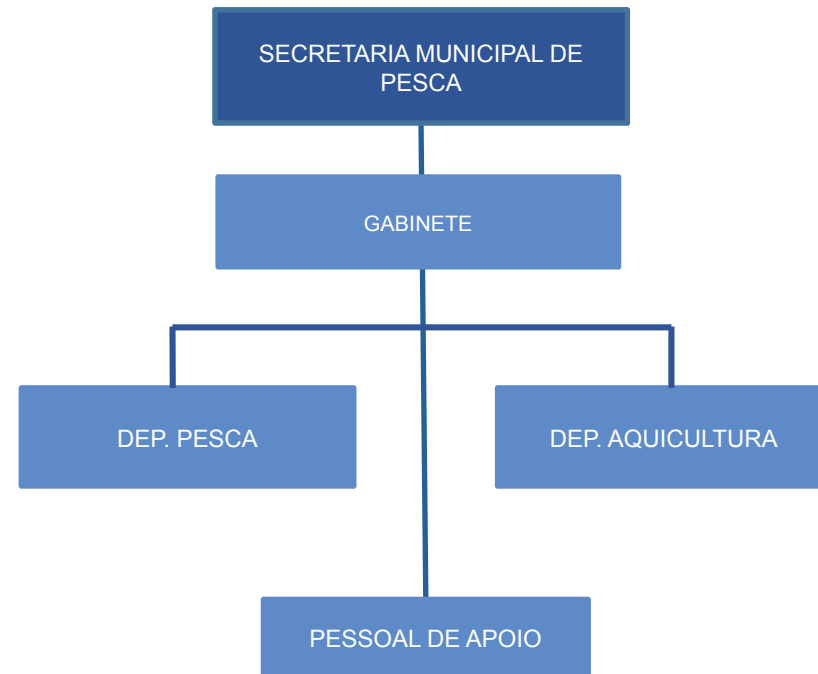 SECRETARIA MUNICIPAL DE
PESCA
GABINETE
DEP. PESCA
DEP. AQUICULTURA
PESSOAL DE APOIO